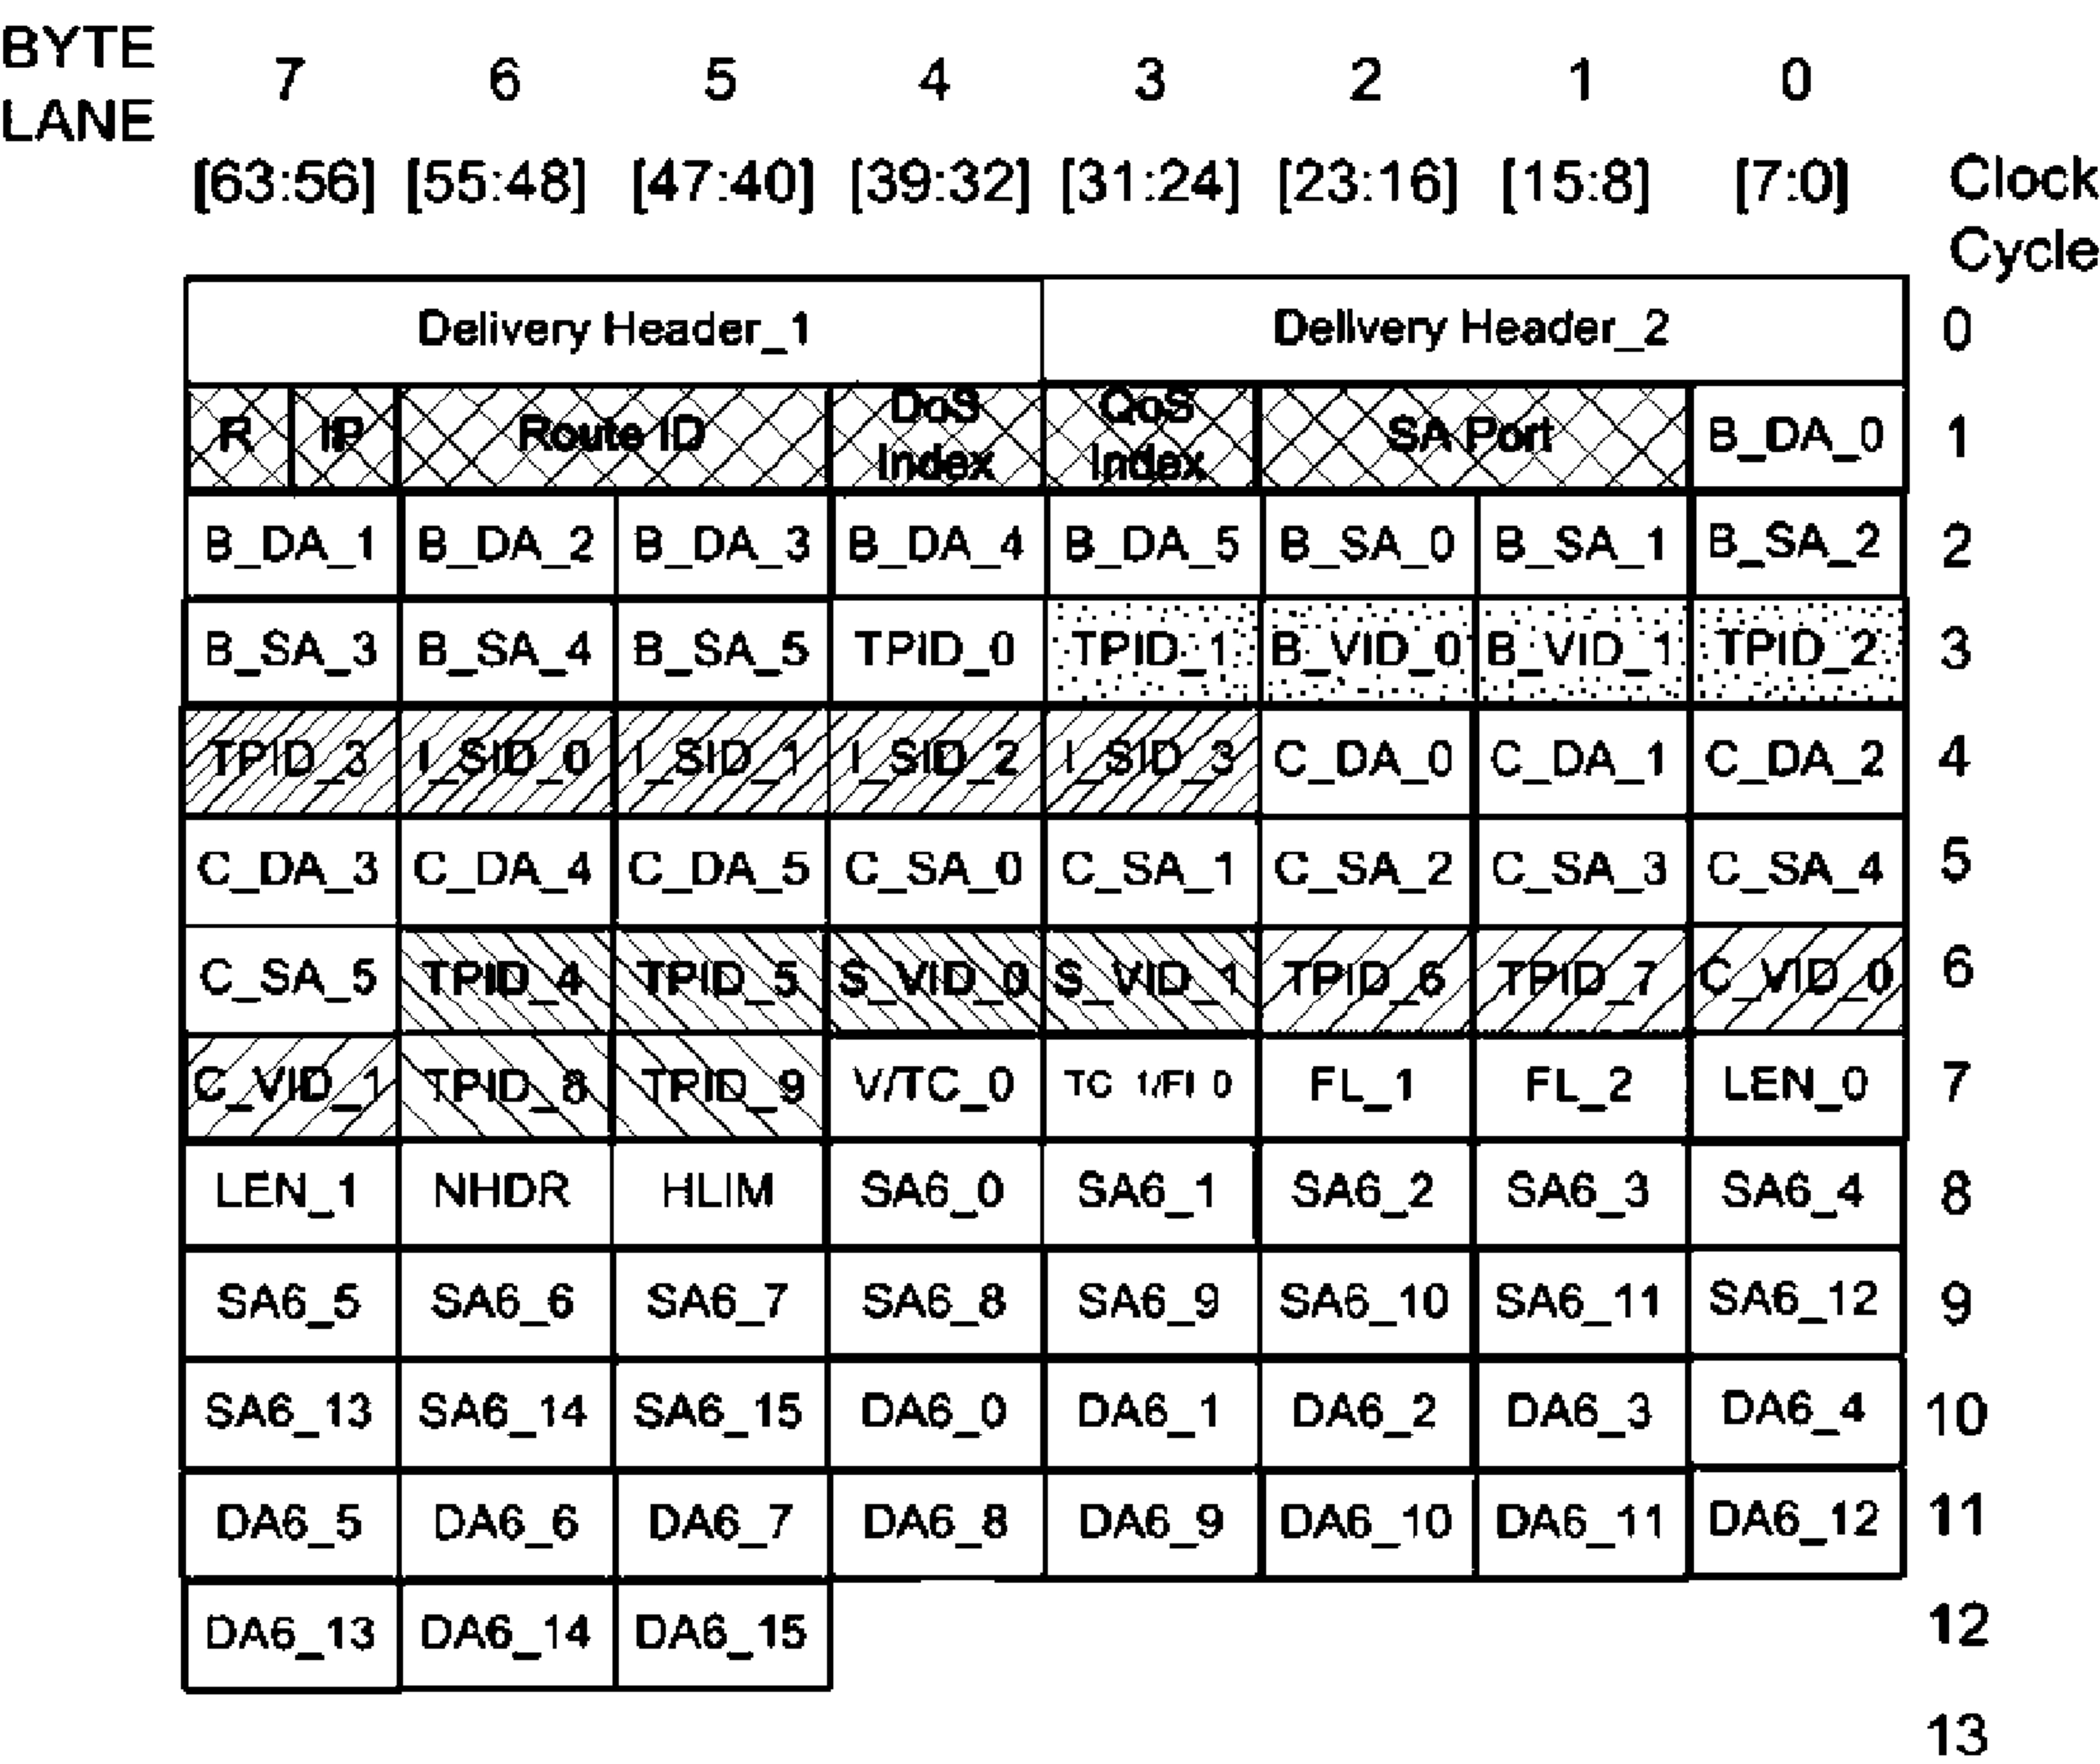 BYTE
LANE
7 6 5 4 3 2 1 0
[63:56] [55:48] [47:40] [39:32] [31:24] [23:16] [15:8] [7:0]
Clock
Cycle
Delivery Header_1 Delivery Header_2 0
R IP Route ID DoS Index QoS Index SA Port B_DA_0 1
B_DA_1 B_DA_2 B_DA_3 B_DA_4 B_DA_5 B_SA_0 B_SA_1 B_SA_2 2
B_SA_3 B_SA_4 B_SA_5 TPID_0 TPID_1 B_VID_0 B_VID_1 TPID_2 3
TPID_3 I_SID_0 I_SID_1 I_SID_2 I_SID_3 C_DA_0 C_DA_1 C_DA_2 4
C_DA_3 C_DA_4 C_DA_5 C_SA_0 C_SA_1 C_SA_2 C_SA_3 C_SA_4 5
C_SA_5 TPID_4 TPID_5 S_VID_0 S_VID_1 TPID_6 TPID_7 C_VID_0 6
C_VID_1 TPID_8 TPID_9 V/TC_0 TC_1/FL_0 FL_1 FL_2 LEN_0 7
LEN_1 NHDR HLIM SA6_0 SA6_1 SA6_2 SA6_3 SA6_4 8
SA6_5 SA6_6 SA6_7 SA6_8 SA6_9 SA6_10 SA6_11 SA6_12 9
SA6_13 SA6_14 SA6_15 DA6_0 DA6_1 DA6_2 DA6_3 DA6_4 10
DA6_5 DA6_6 DA6_7 DA6_8 DA6_9 DA6_10 DA6_11 DA6_12 11
DA6_13 DA6_14 DA6_15 12
13